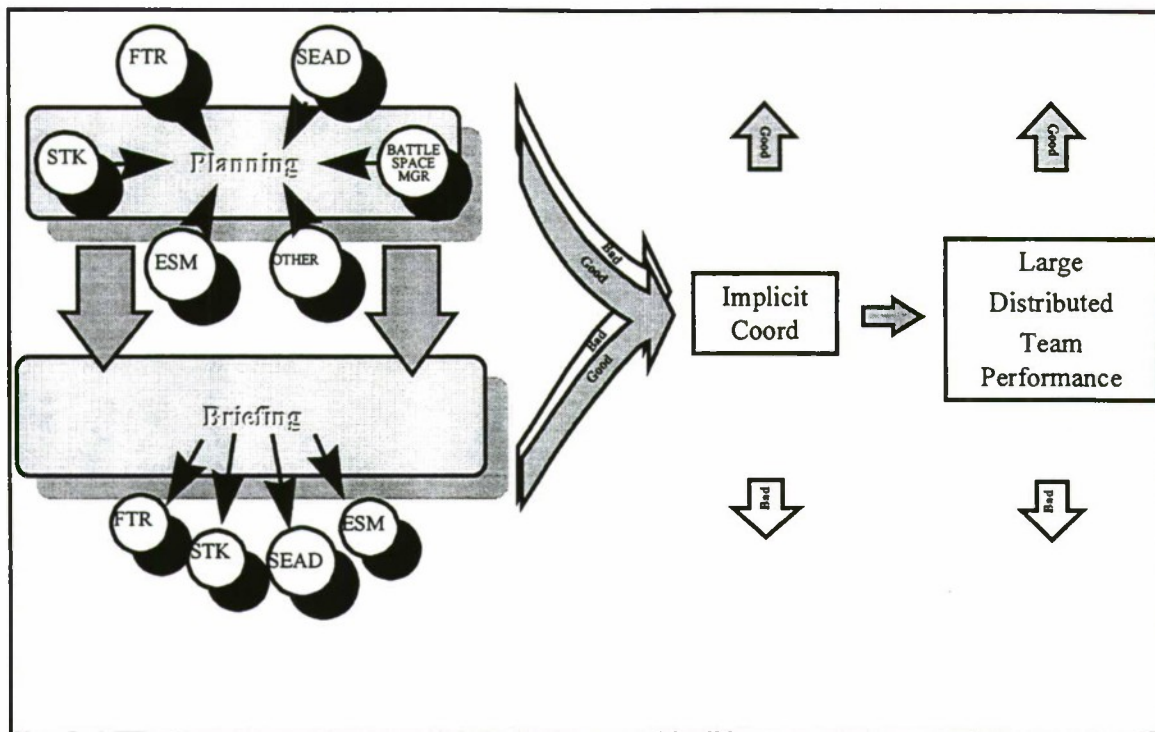 FTR
SEAD
STK
Planning
BATTLE
SPACE
MGR
ESM
OTHER
Briefing
FTR
STK
SEAD
ESM
Bad
Good
Bad
Good
Good
Implicit
Coord
Bad
Good
Large
Distributed
Team
Performance
Bad